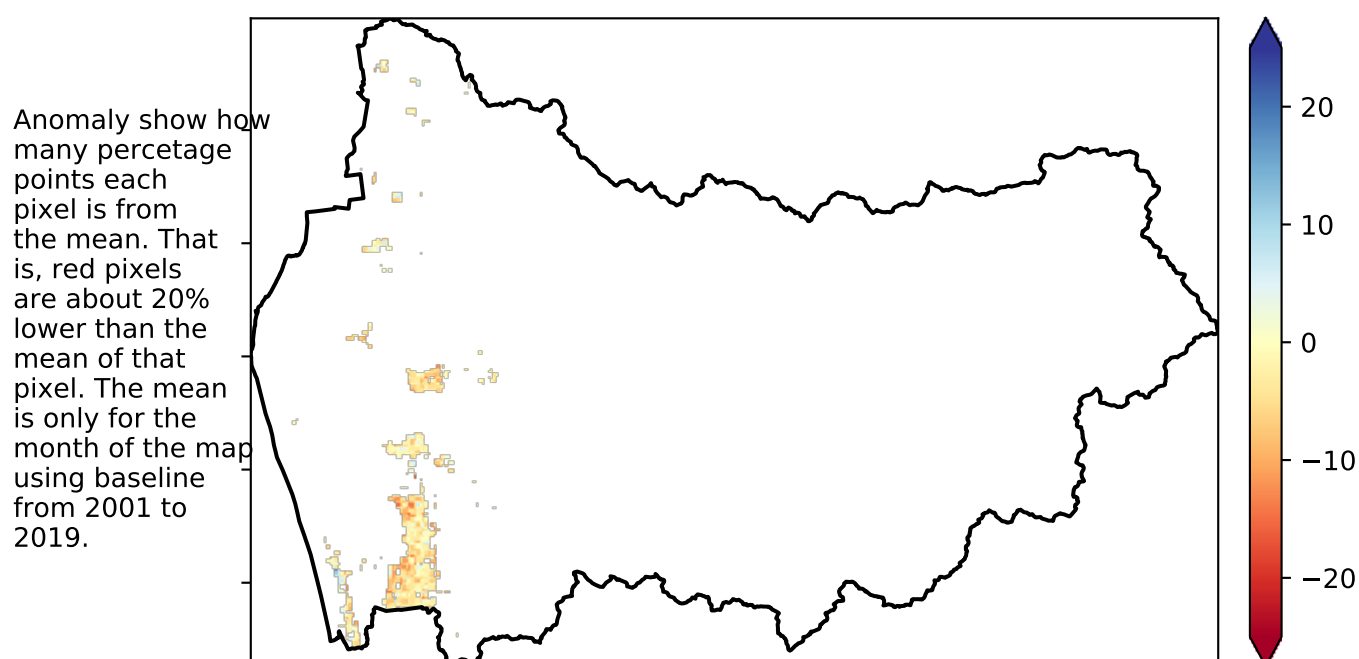 Anomaly show how
many percetage
points each
pixel is from
the mean. That
is, red pixels
are about 20%
lower than the
mean of that
pixel. The mean
is only for the
month of the map
using baseline
from 2001 to
2019.
20
10
0
−10
−20